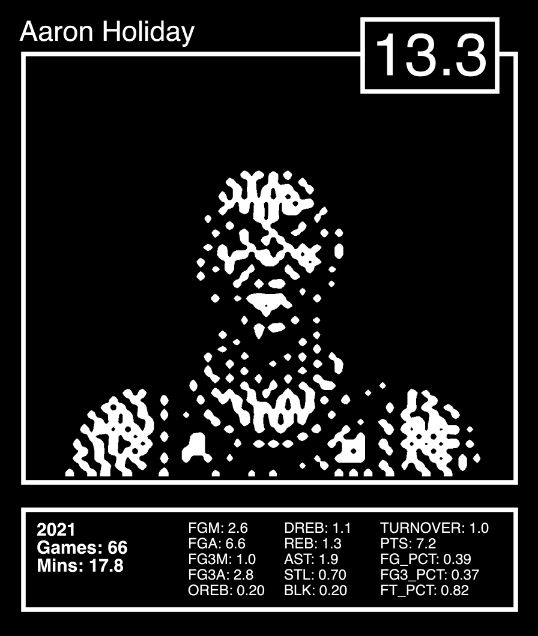 Aaron Holiday
13.3
2021
Games: 66
Mins: 17.8
FGM: 2.6
FGA: 6.6
FG3M: 1.0
FG3A: 2.8
OREB: 0.20
DREB: 1.1
REB: 1.3
AST: 1.9
STL: 0.70
BLK: 0.20
TURNOVER: 1.0
PTS: 7.2
FG_PCT: 0.39
FG3_PCT: 0.37
FT_PCT: 0.82